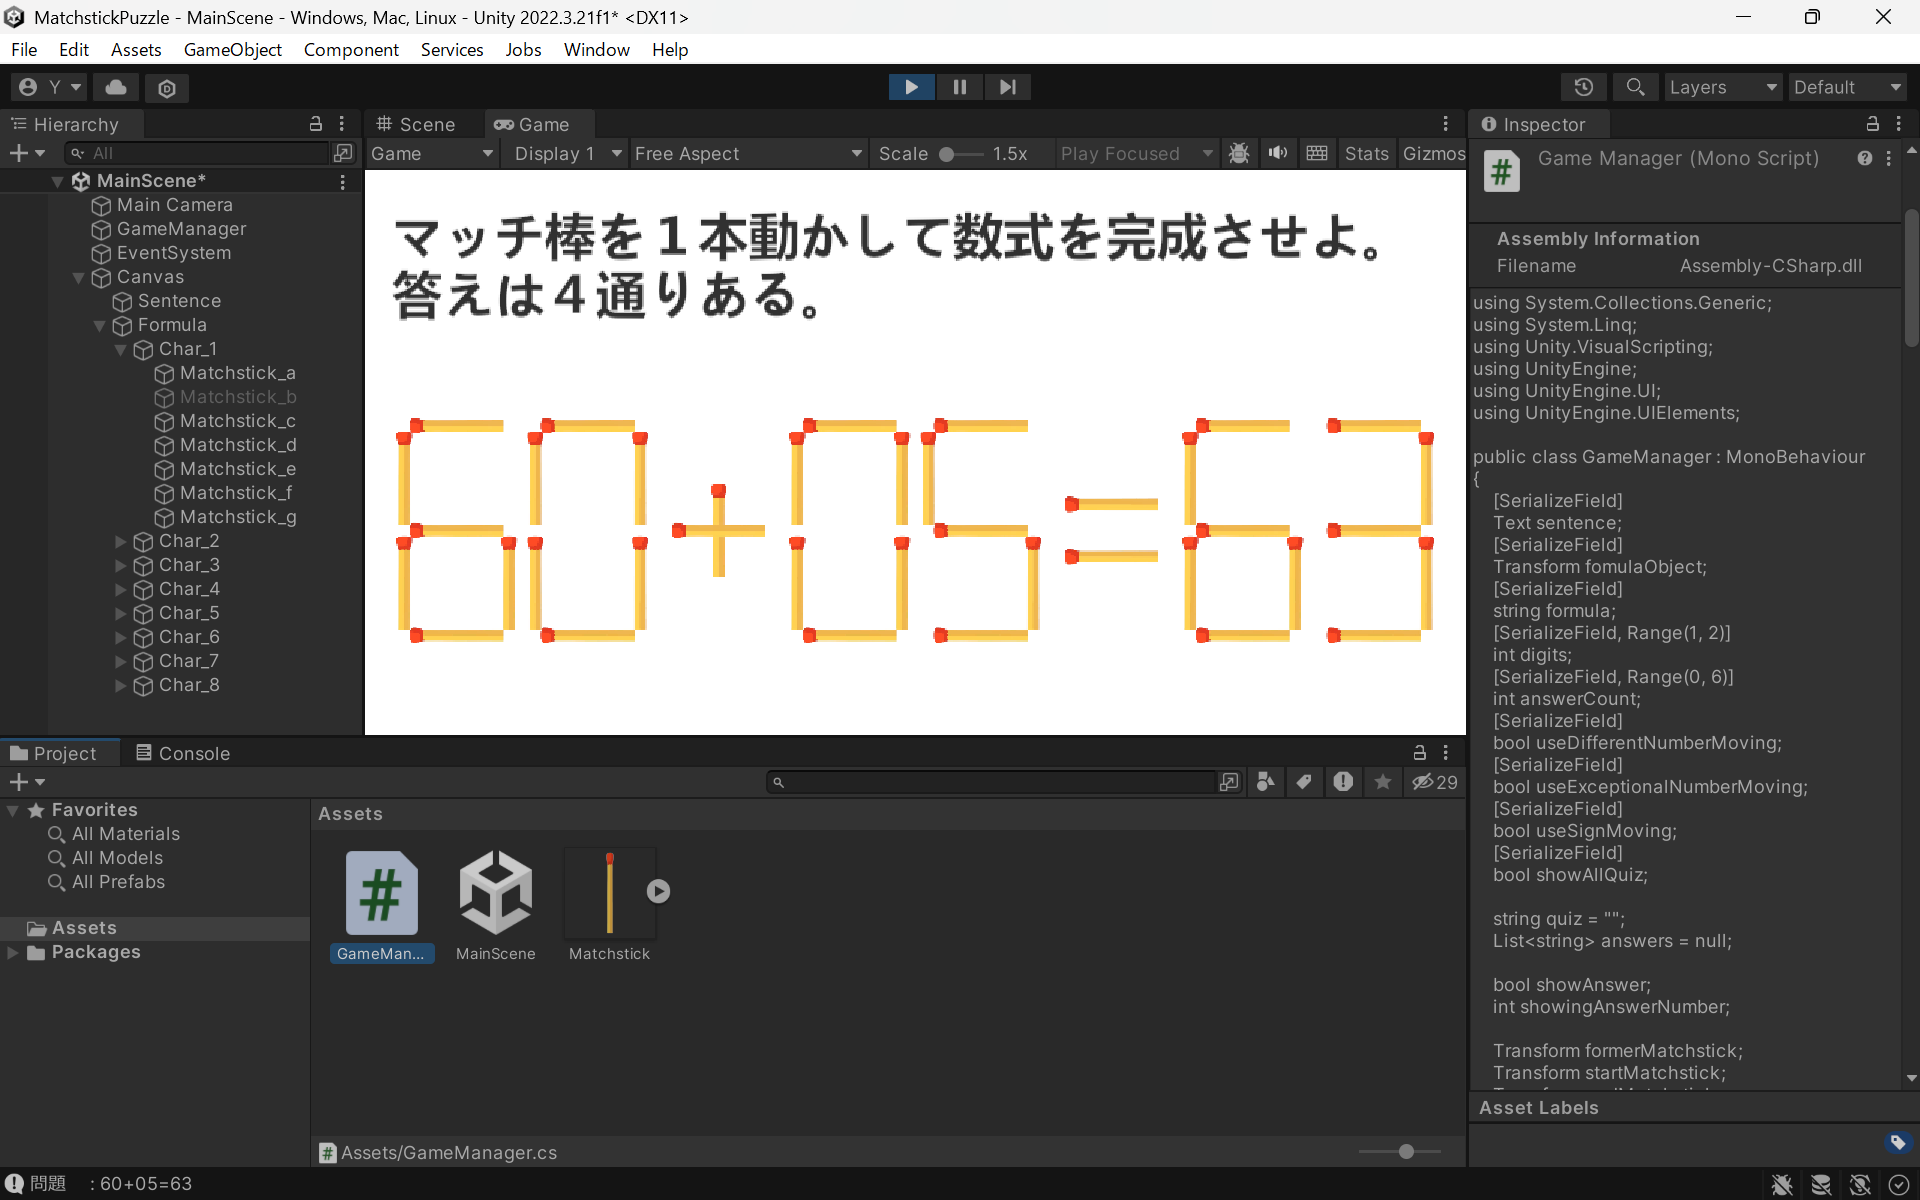 MatchstickPuzzle - MainScene - Windows, Mac, Linux - Unity 2022.3.21f1* <DX11>
File Edit Assets GameObject Component Services Jobs Window Help
Y
Layers
Default
Hierarchy
All
MainScene*
Main Camera
GameManager
EventSystem
Canvas
Sentence
Formula
Char_1
Matchstick_a
Matchstick_b
Matchstick_c
Matchstick_d
Matchstick_e
Matchstick_f
Matchstick_g
Char_2
Char_3
Char_4
Char_5
Char_6
Char_7
Char_8
Scene Game
Game Display 1 Free Aspect Scale 1.5x Play Focused Stats Gizmos
マッチ棒を１本動かして数式を完成させよ。
答えは４通りある。
60+05=63
Inspector
Game Manager (Mono Script)
#
Assembly Information
Filename Assembly-CSharp.dll
using System.Collections.Generic;
using System.Linq;
using Unity.VisualScripting;
using UnityEngine;
using UnityEngine.UI;
using UnityEngine.UIElements;
public class GameManager : MonoBehaviour
{
[SerializeField]
Text sentence;
[SerializeField]
Transform fomulaObject;
[SerializeField]
string formula;
[SerializeField, Range(1, 2)]
int digits;
[SerializeField, Range(0, 6)]
int answerCount;
[SerializeField]
bool useDifferentNumberMoving;
[SerializeField]
bool useExceptionalNumberMoving;
[SerializeField]
bool useSignMoving;
[SerializeField]
bool showAllQuiz;
string quiz = "";
List<string> answers = null;
bool showAnswer;
int showingAnswerNumber;
Transform formerMatchstick;
Transform startMatchstick;
Asset Labels
Project Console
29
Favorites
All Materials
All Models
All Prefabs
Assets
Packages
Assets
#
GameMan...
MainScene
Matchstick
# Assets/GameManager.cs
問題 : 60+05=63